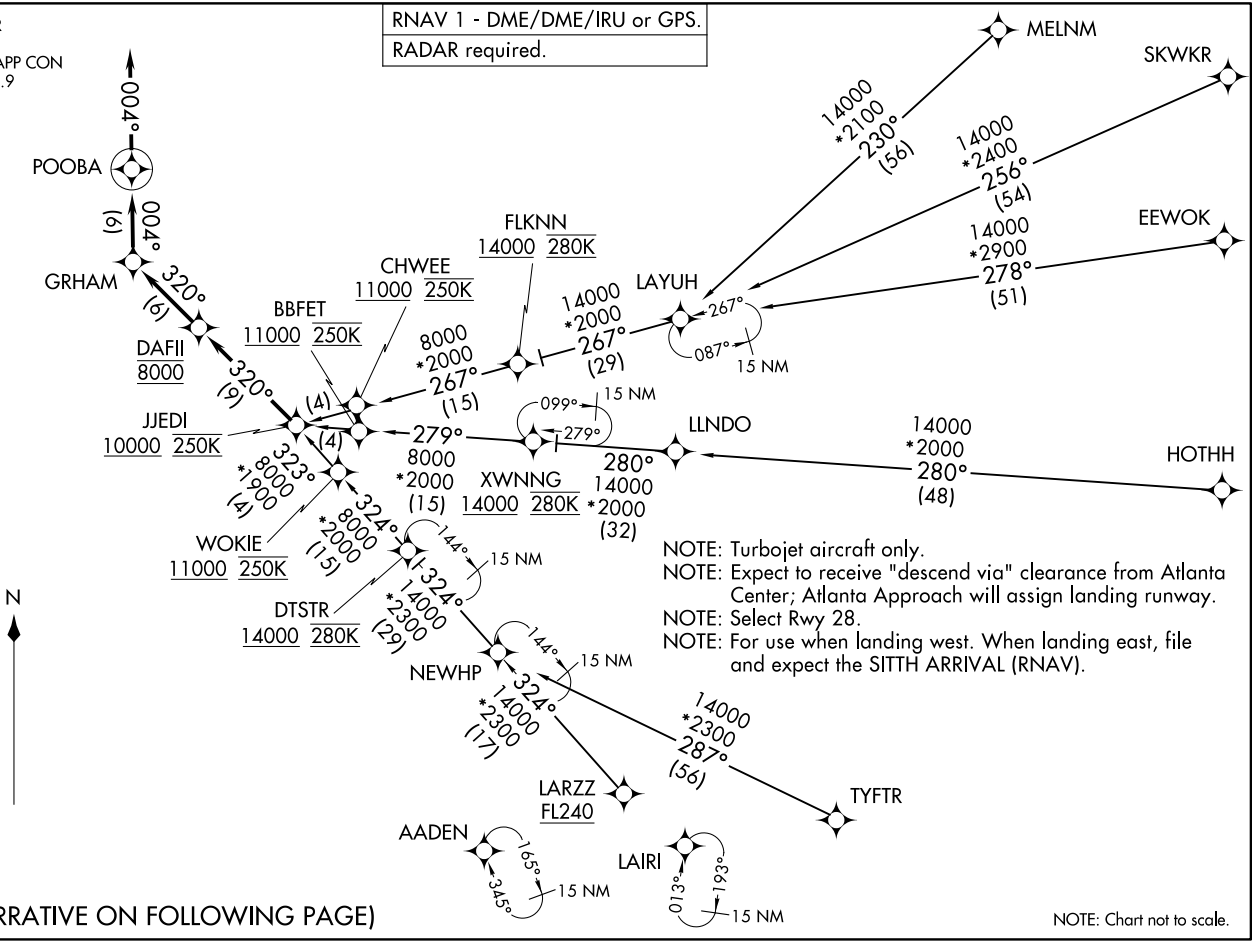 R
APP CON
.9
RNAV 1 - DME/DME/IRU or GPS.
RADAR required.
MELNM
SKWKR
14000
*2100
230°
(56)
14000
*2400
256°
(54)
EEWOK
14000
*2900
278°
(51)
004°
POOBA
004°
(6)
GRHAM
320°
(6)
DAFII
8000
320°
(9)
FLKNN
14000 280K
CHWEE
11000 250K
BBFET
11000 250K
LAYUH
267°
087°
15 NM
14000
*2000
267°
(29)
8000
*2000
267°
(15)
(4)
JJEDI
10000 250K
(4)
279°
8000
*2000
(15)
099°
279°
15 NM
XWNNG
14000 280K
LLNDO
280°
14000
*2000
(32)
14000
*2000
280°
(48)
HOTHH
323°
8000
*1900
(4)
WOKIE
11000 250K
324°
8000
*2000
(15)
144°
15 NM
DTSTR
14000 280K
324°
14000
*2300
(29)
NEWHP
144°
15 NM
324°
14000
*2300
(17)
LARZZ
FL240
14000
*2300
287°
(56)
TYFTR
NOTE: Turbojet aircraft only.
NOTE: Expect to receive "descend via" clearance from Atlanta
Center; Atlanta Approach will assign landing runway.
NOTE: Select Rwy 28.
NOTE: For use when landing west. When landing east, file
and expect the SITTH ARRIVAL (RNAV).
N
AADEN
165°
345°
15 NM
LAIRI
013°
193°
15 NM
RRATIVE ON FOLLOWING PAGE)
NOTE: Chart not to scale.